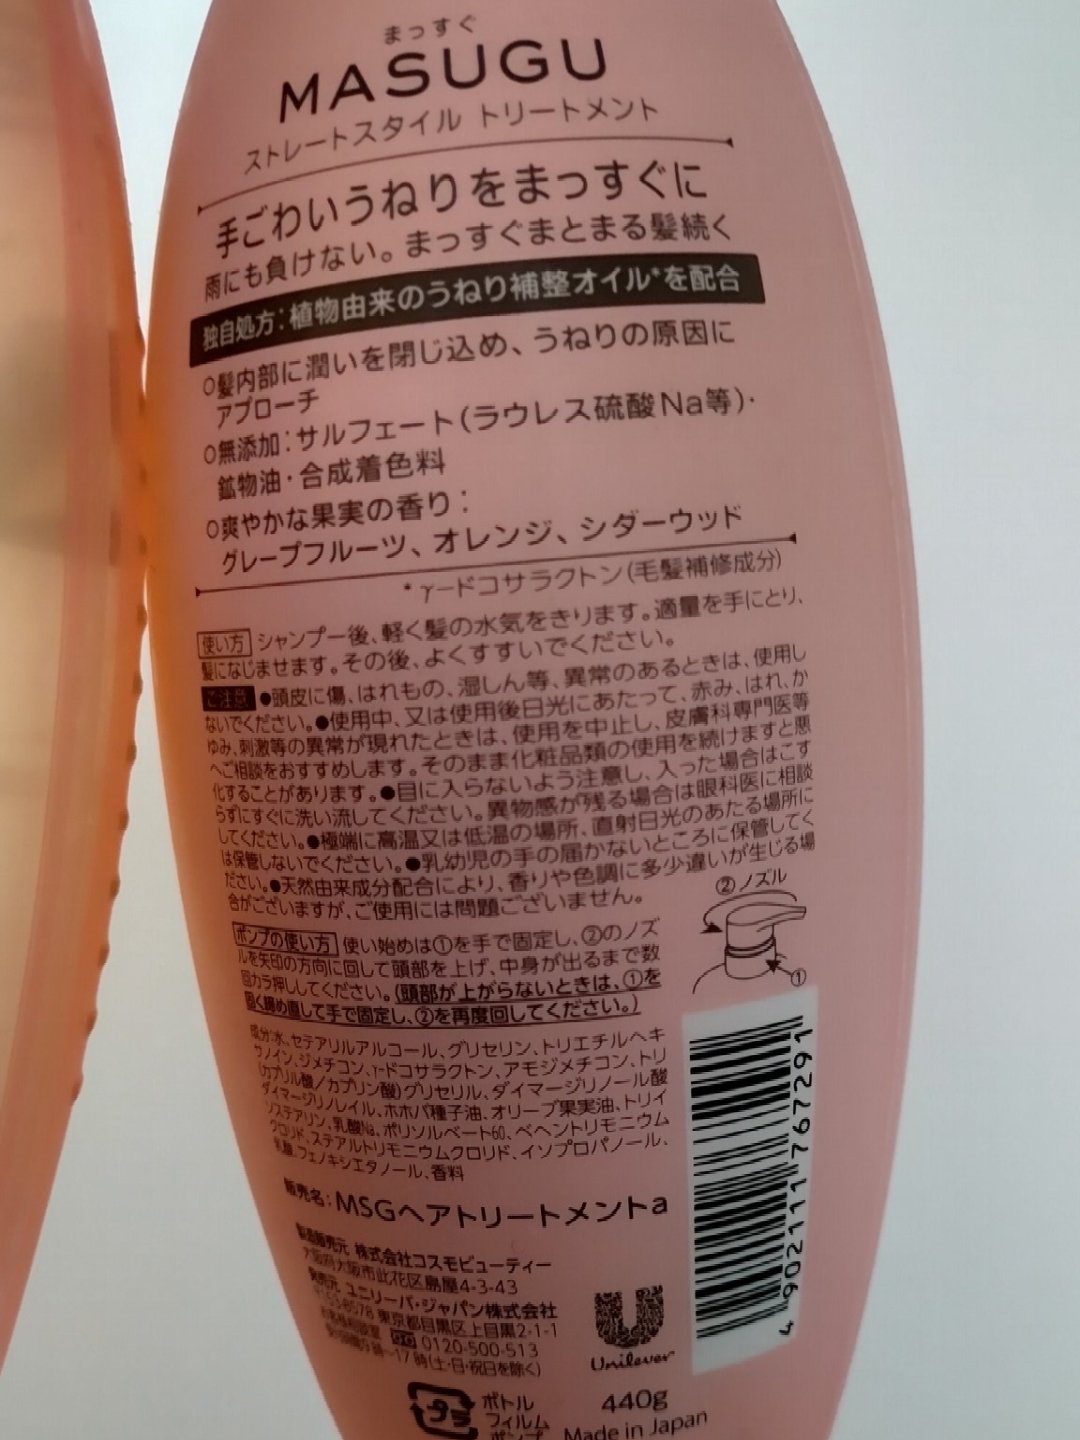 まっすぐ
MASUGU
ストレートスタイル トリートメント
手ごわいうねりをまっすぐに
雨にも負けない。まっすぐまとまる髪続く
独自処方：植物由来のうねり補整オイル*を配合
○髪内部に潤いを閉じ込め、うねりの原因に
アプローチ
○無添加：サルフェート（ラウレス硫酸Na等）・
鉱物油・合成着色料
○爽やかな果実の香り：
グレープフルーツ、オレンジ、シダーウッド
*γードコサラクトン（毛髪補修成分）
使い方 シャンプー後、軽く髪の水気をきります。適量を手にとり、
髪になじませます。その後、よくすすいでください。
ご注意 ●頭皮に傷、はれもの、湿しん等、異常のあるときは、使用し
ないでください。●使用中、又は使用後日光にあたって、赤み、はれ、か
ゆみ、刺激等の異常が現れたときは、使用を中止し、皮膚科専門医等
へご相談をおすすめします。そのまま化粧品類の使用を続けますと悪
化することがあります。●目に入らないよう注意し、入った場合はこす
らずにすぐに洗い流してください。異物感が残る場合は眼科医に相談
してください。●極端に高温又は低温の場所、直射日光のあたる場所に
は保管しないでください。●乳幼児の手の届かないところに保管してく
ださい。●天然由来成分配合により、香りや色調に多少違いが生じる場
合がございますが、ご使用には問題ございません。
②ノズル
①
ポンプの使い方 使い始めは①を手で固定し、②のノズ
ルを矢印の方向に回して頭部を上げ、中身が出るまで数
回カラ押ししてください。（頭部が上がらないときは、①を
固く締め直して手で固定し、②を再度回してください。）
成分：水、セテアリルアルコール、グリセリン、トリエチルヘキ
サノイン、ジメチコン、γ-ドコサラクトン、アモジメチコン、トリ
（カプリル酸／カプリン酸）グリセリル、ダイマージリノール酸
ダイマージリノレイル、ホホバ種子油、オリーブ果実油、トリイ
ソステアリン、乳酸Na、ポリソルベート60、ベヘントリモニウム
クロリド、ステアルトリモニウムクロリド、イソプロパノール、
乳酸、フェノキシエタノール、香料
販売名：MSGヘアトリートメントa
製造販売元 株式会社コスモビューティー
大阪府大阪市此花区島屋4-3-43
発売元 ユニリーバ・ジャパン株式会社
〒153-8578 東京都目黒区上目黒2-1-1
お客様相談室 0120-500-513
9時～17時（土・日・祝日を除く）
4902111767291
Unilever
プラ
ボトル
フィルム
ポンプ
440g
Made in Japan